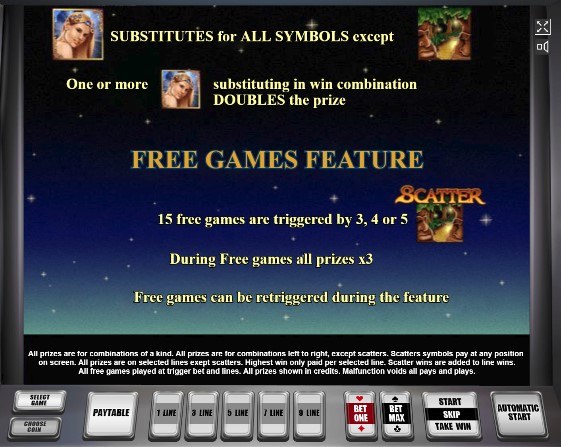 SUBSTITUTES for ALL SYMBOLS except
One or more substituting in win combination
DOUBLES the prize
FREE GAMES FEATURE
SCATTER
15 free games are triggered by 3, 4 or 5
During Free games all prizes x3
Free games can be retriggered during the feature
All prizes are for combinations of a kind. All prizes are for combinations left to right, except scatters. Scatters symbols pay at any position
on screen. All prizes are on selected lines exept scatters. Highest win only paid per selected line. Scatter wins are added to line wins.
All free games played at trigger bet and lines. All prizes shown in credits. Malfunction voids all pays and plays.
SELECT
GAME
CHOOSE
COIN
PAYTABLE
1 LINE
3 LINE
5 LINE
7 LINE
9 LINE
BET
ONE
BET
MAX
START
SKIP
TAKE WIN
AUTOMATIC
START